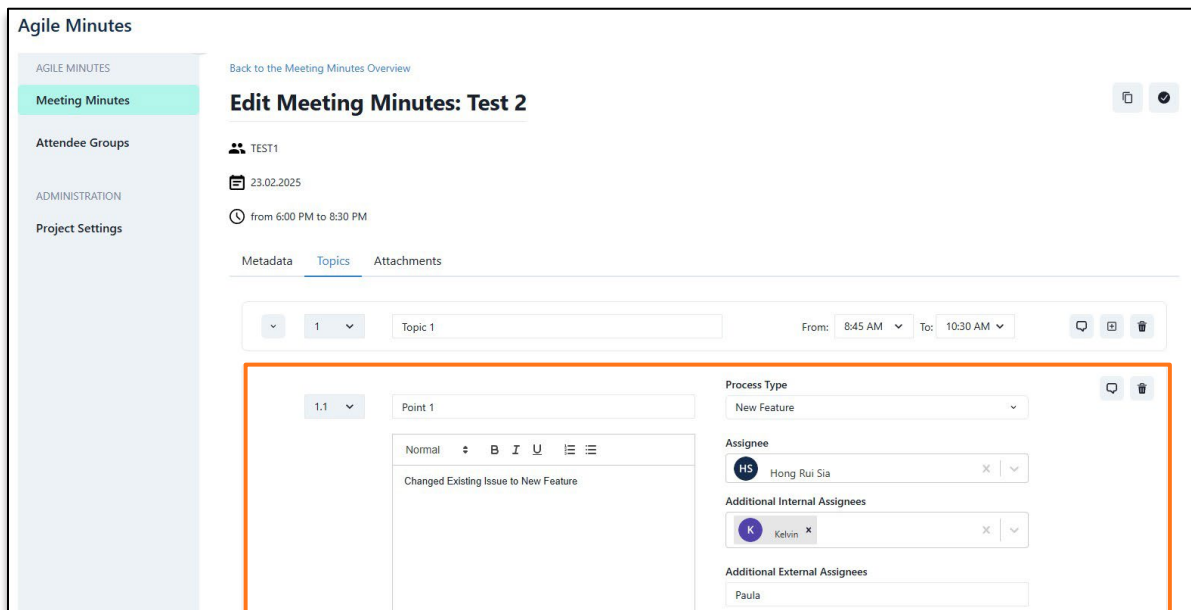 Agile Minutes
AGILE MINUTES
Meeting Minutes
Attendee Groups
ADMINISTRATION
Project Settings
Back to the Meeting Minutes Overview
Edit Meeting Minutes: Test 2
TEST1
23.02.2025
from 6:00 PM to 8:30 PM
Metadata Topics Attachments
1 Topic 1 From: 8:45 AM To: 10:30 AM
1.1 Point 1
Normal B I U
Changed Existing Issue to New Feature
Process Type
New Feature
Assignee
HS Hong Rui Sia
Additional Internal Assignees
K Kelvin
Additional External Assignees
Paula